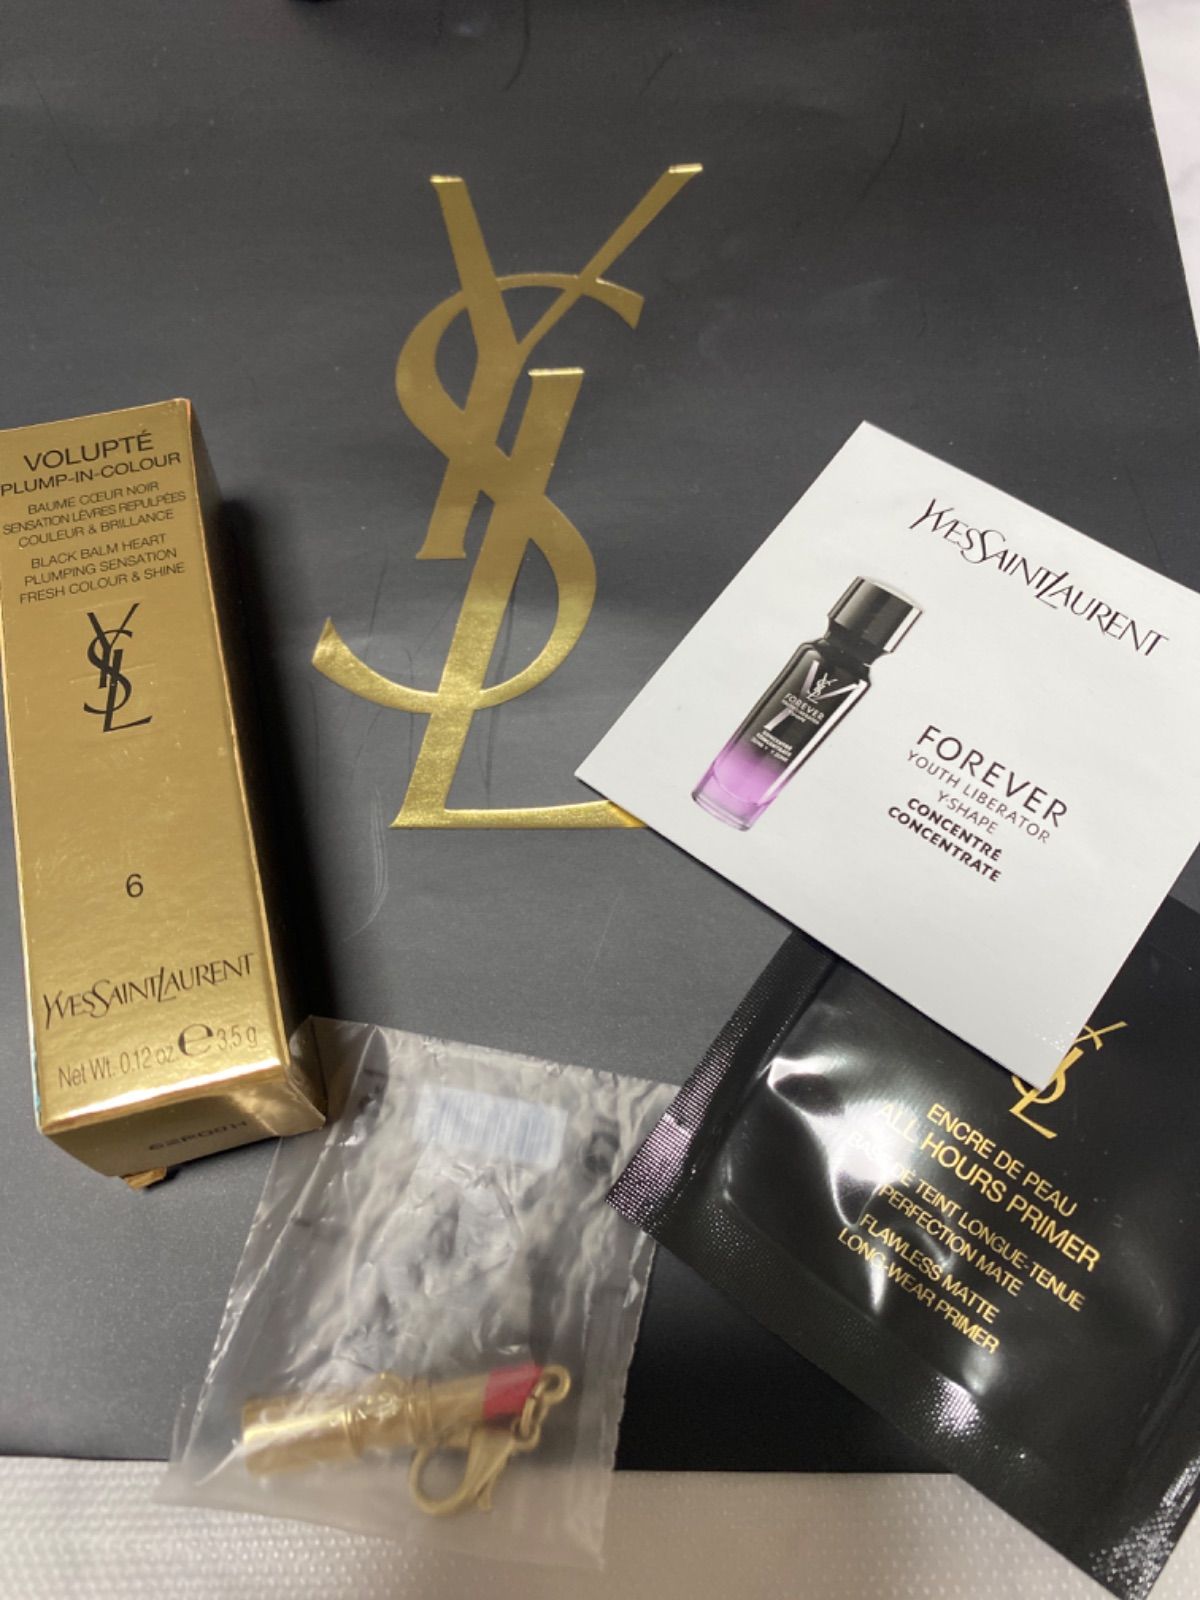 YSL
VOLUPTÉ
PLUMP-IN-COLOUR
BAUME CŒUR NOIR
SENSATION LÈVRES REPULPÉES
COULEUR & BRILLANCE
BLACK BALM HEART
PLUMPING SENSATION
FRESH COLOUR & SHINE
YSL
6
YVESSAINTLAURENT
Net Wt. 0.12 oz. ℮ 3,5 g
YVESSAINTLAURENT
YSL
FOREVER
FOREVER
YOUTH LIBERATOR
Y-SHAPE
CONCENTRÉ
CONCENTRATE
ENCRE DE PEAU
ALL HOURS PRIMER
BASE DE TEINT LONGUE-TENUE
PERFECTION MATE
FLAWLESS MATTE
LONG-WEAR PRIMER